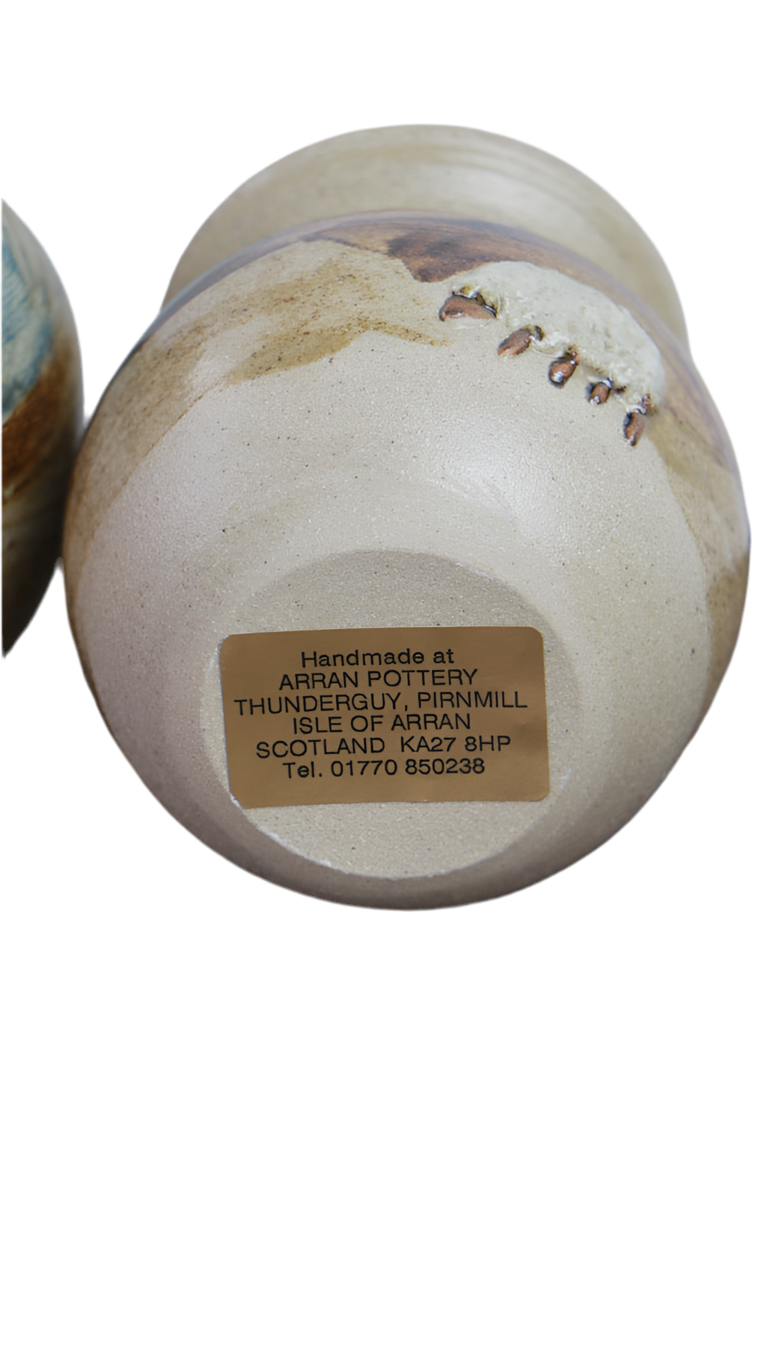 Handmade at
ARRAN POTTERY
THUNDERGUY, PIRNMILL
ISLE OF ARRAN
SCOTLAND KA27 8HP
Tel. 01770 850238